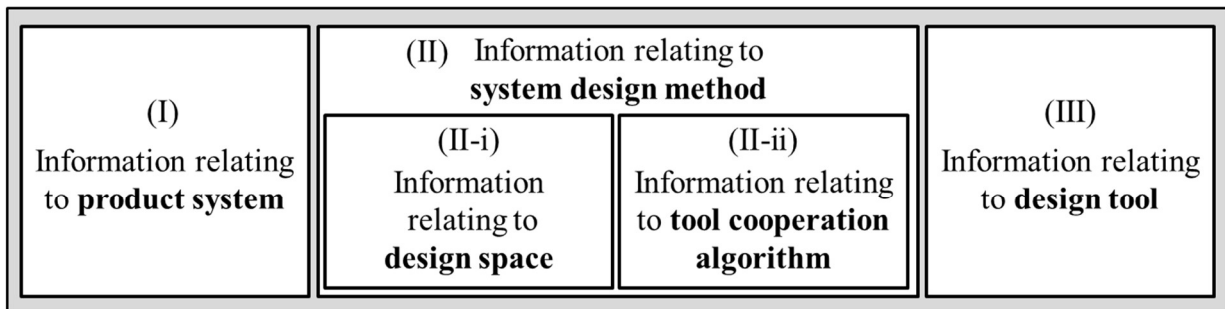 (I)
Information relating
to product system
(II) Information relating to
system design method
(II-i)
Information
relating to
design space
(II-ii)
Information relating
to tool cooperation
algorithm
(III)
Information relating
to design tool